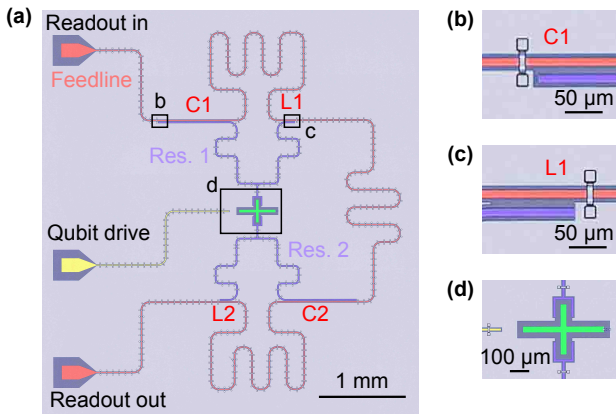 (a)
Readout in
Feedline
b
C1
L1
c
Res. 1
d
Qubit drive
Res. 2
L2
C2
Readout out
1 mm
(b)
C1
50 μm
(c)
L1
50 μm
(d)
100 μm